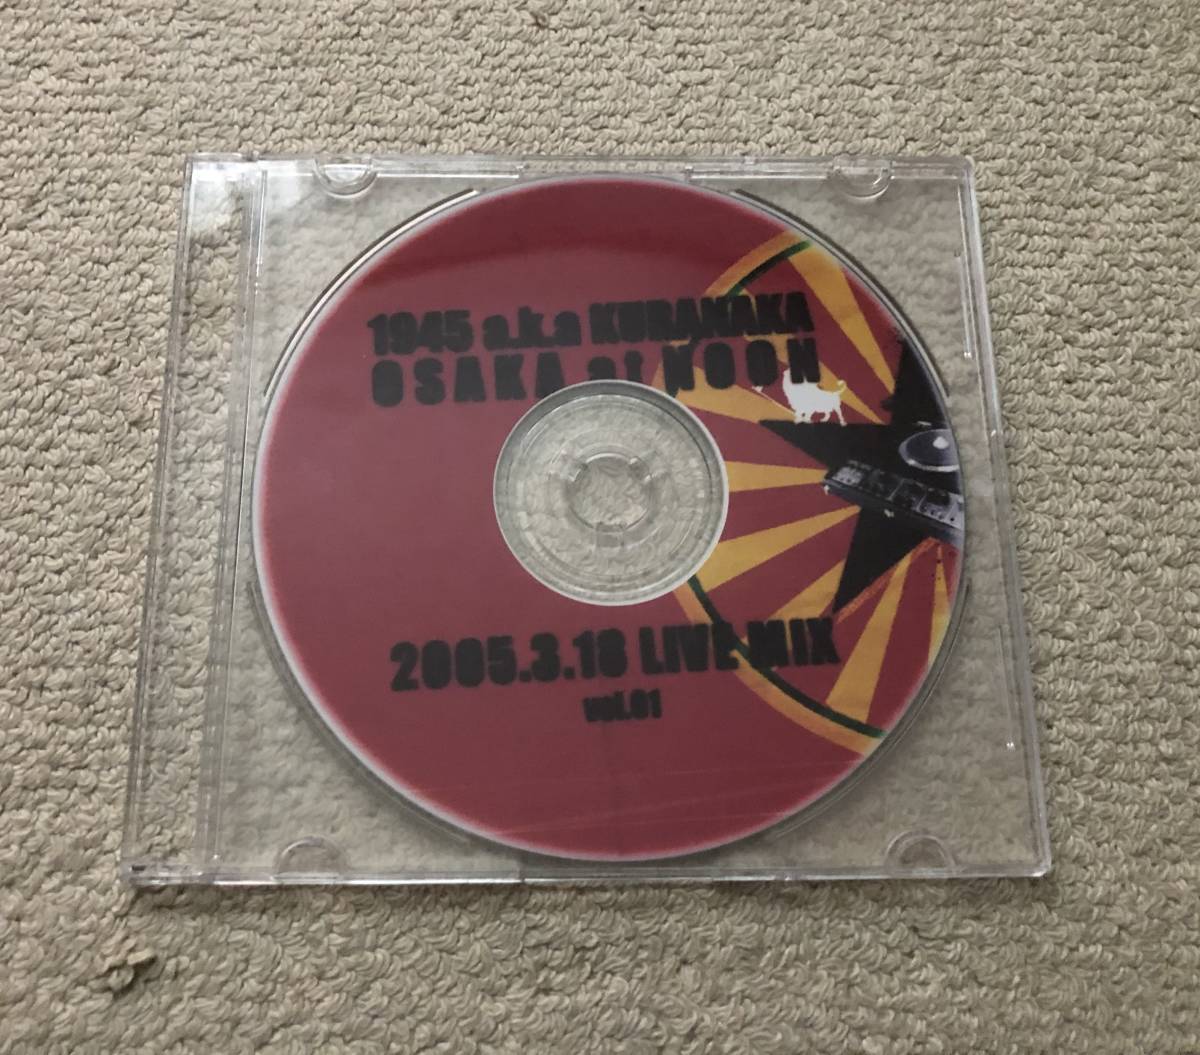 1945 a.k.a KURANAKA
OSAKA at NOON
2005.3.18 LIVE MIX
vol.01